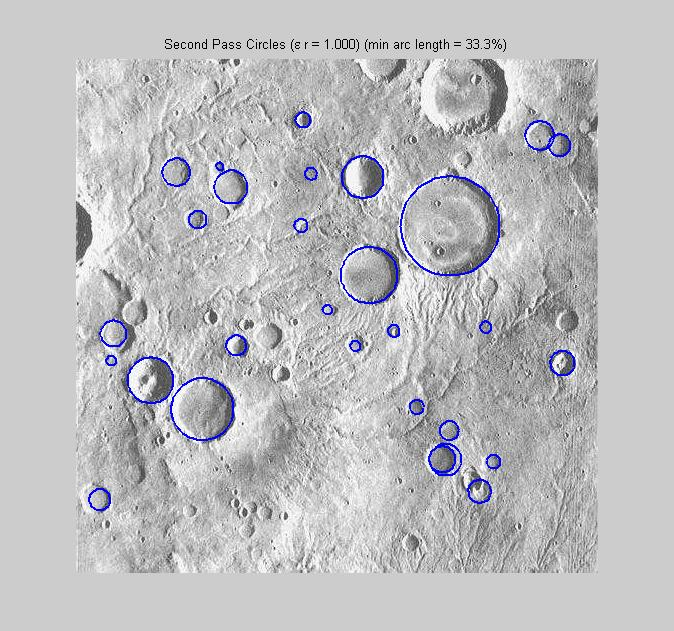 Second Pass Circles (ε r = 1.000) (min arc length = 33.3%)